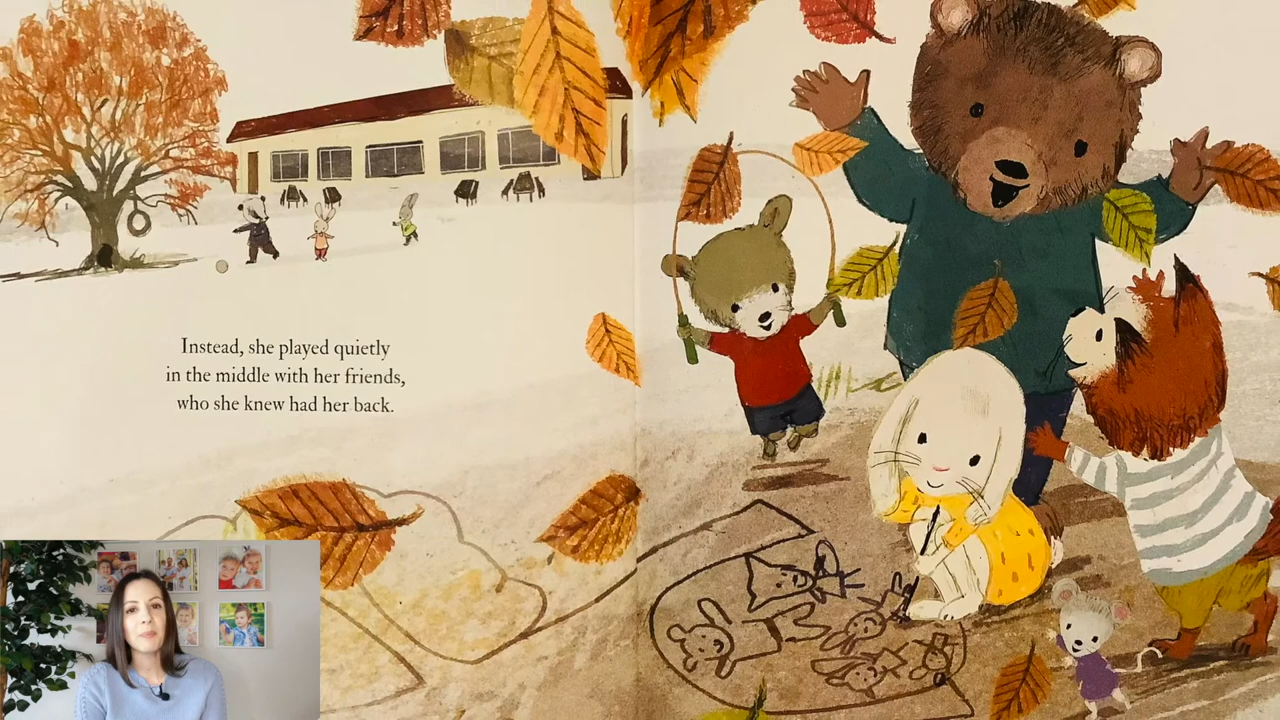 Instead, she played quietly
in the middle with her friends,
who she knew had her back.